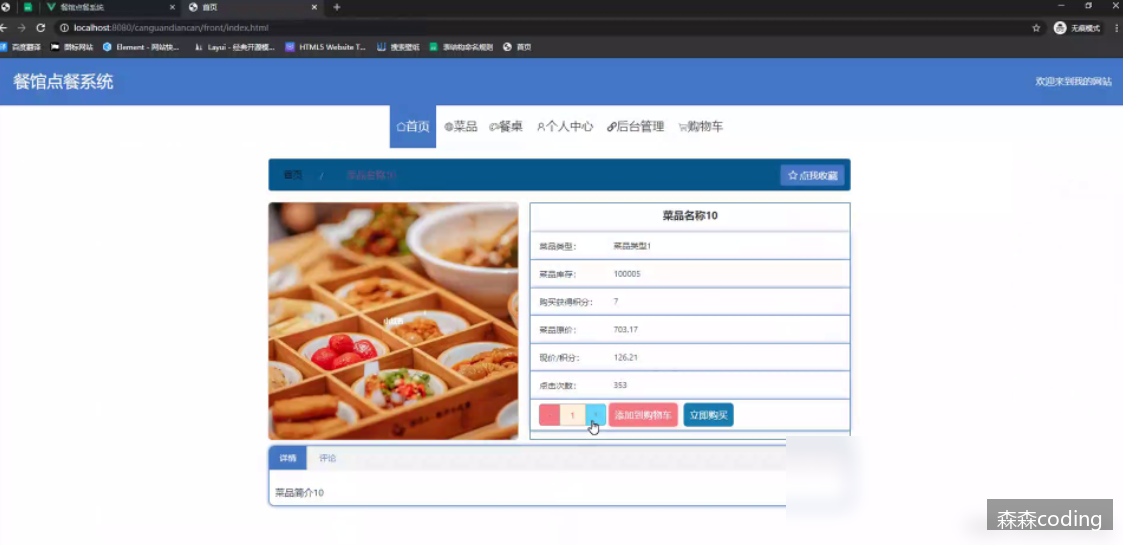 餐馆点餐系统 首页
localhost:8080/canguandiancan/front/index.html 无痕模式
百度翻译 图标网站 Element - 网站快... Layui - 经典开源模... HTML5 Website T... 搜索壁纸 首页
餐馆点餐系统 欢迎来到我的网站
首页 菜品 餐桌 个人中心 后台管理 购物车
首页 / 菜品名称10 点我收藏
菜品名称10
菜品类型: 菜品类型1
菜品库存: 100005
购买获得积分: 7
菜品原价: 703.17
现价/积分: 126.21
点击次数: 353
- 1 + 添加到购物车 立即购买
详情 评论
菜品简介10
森森coding